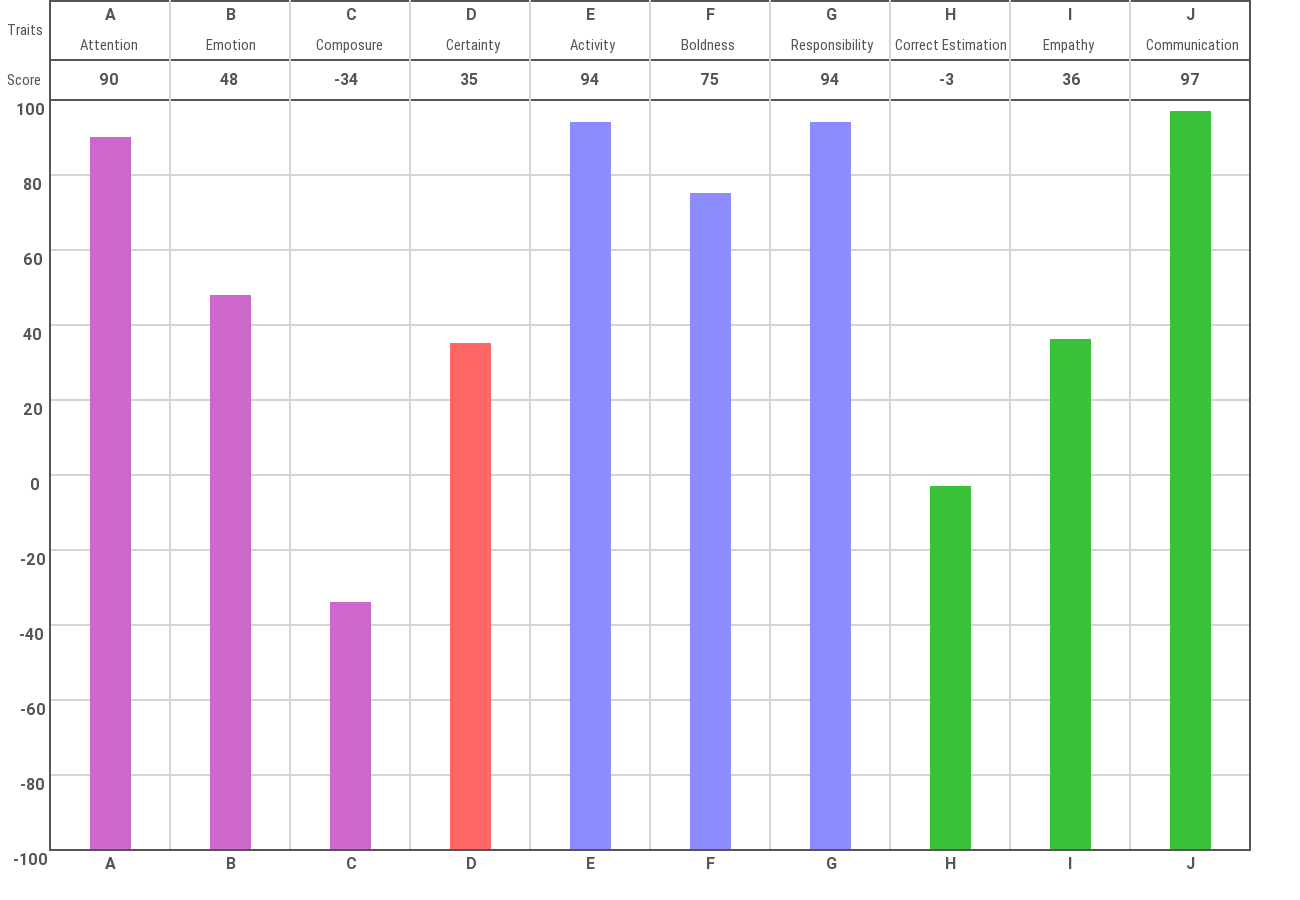 A B C D E F G H I J
Traits
Attention Emotion Composure Certainty Activity Boldness Responsibility Correct Estimation Empathy Communication
Score 90 48 -34 35 94 75 94 -3 36 97
100
80
60
40
20
0
-20
-40
-60
-80
-100
A B C D E F G H I J